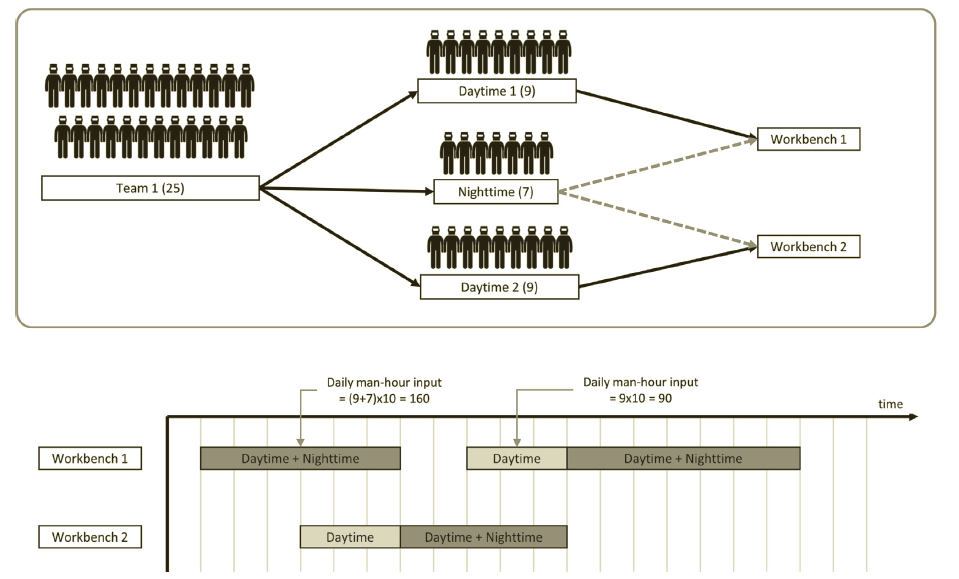 Daytime 1 (9)
Workbench 1
Team 1 (25)
Nighttime (7)
Workbench 2
Daytime 2 (9)
Daily man-hour input
= (9+7)x10 = 160
Daily man-hour input
= 9x10 = 90
time
Workbench 1
Daytime + Nighttime
Daytime
Daytime + Nighttime
Workbench 2
Daytime
Daytime + Nighttime